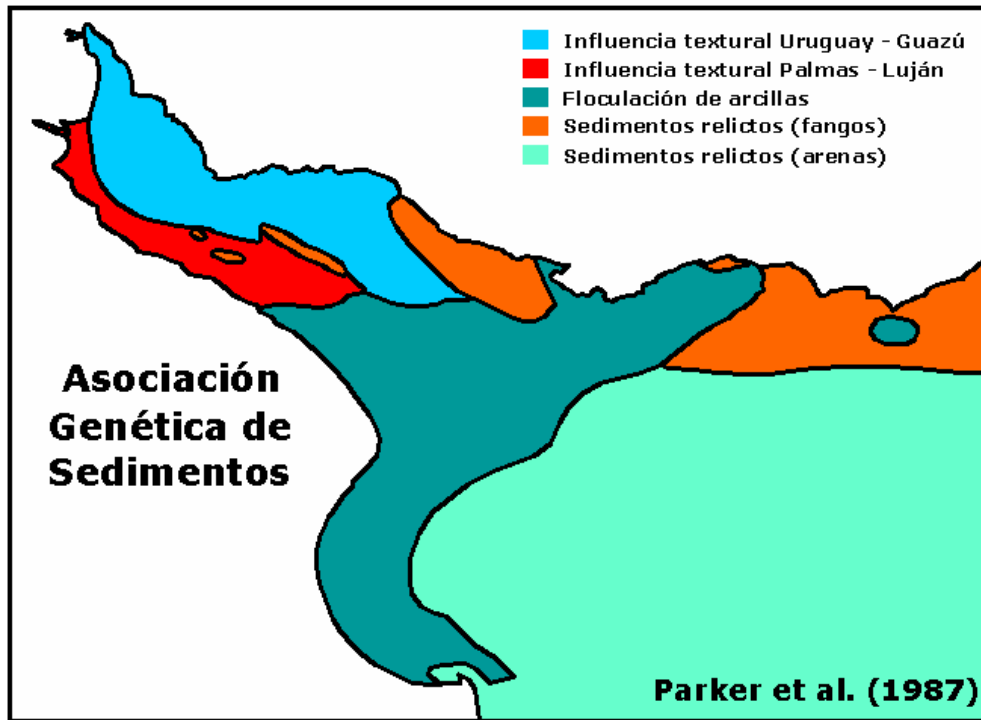 Influencia textural Uruguay - Guazú
Influencia textural Palmas - Luján
Floculación de arcillas
Sedimentos relictos (fangos)
Sedimentos relictos (arenas)
Asociación
Genética de
Sedimentos
Parker et al. (1987)